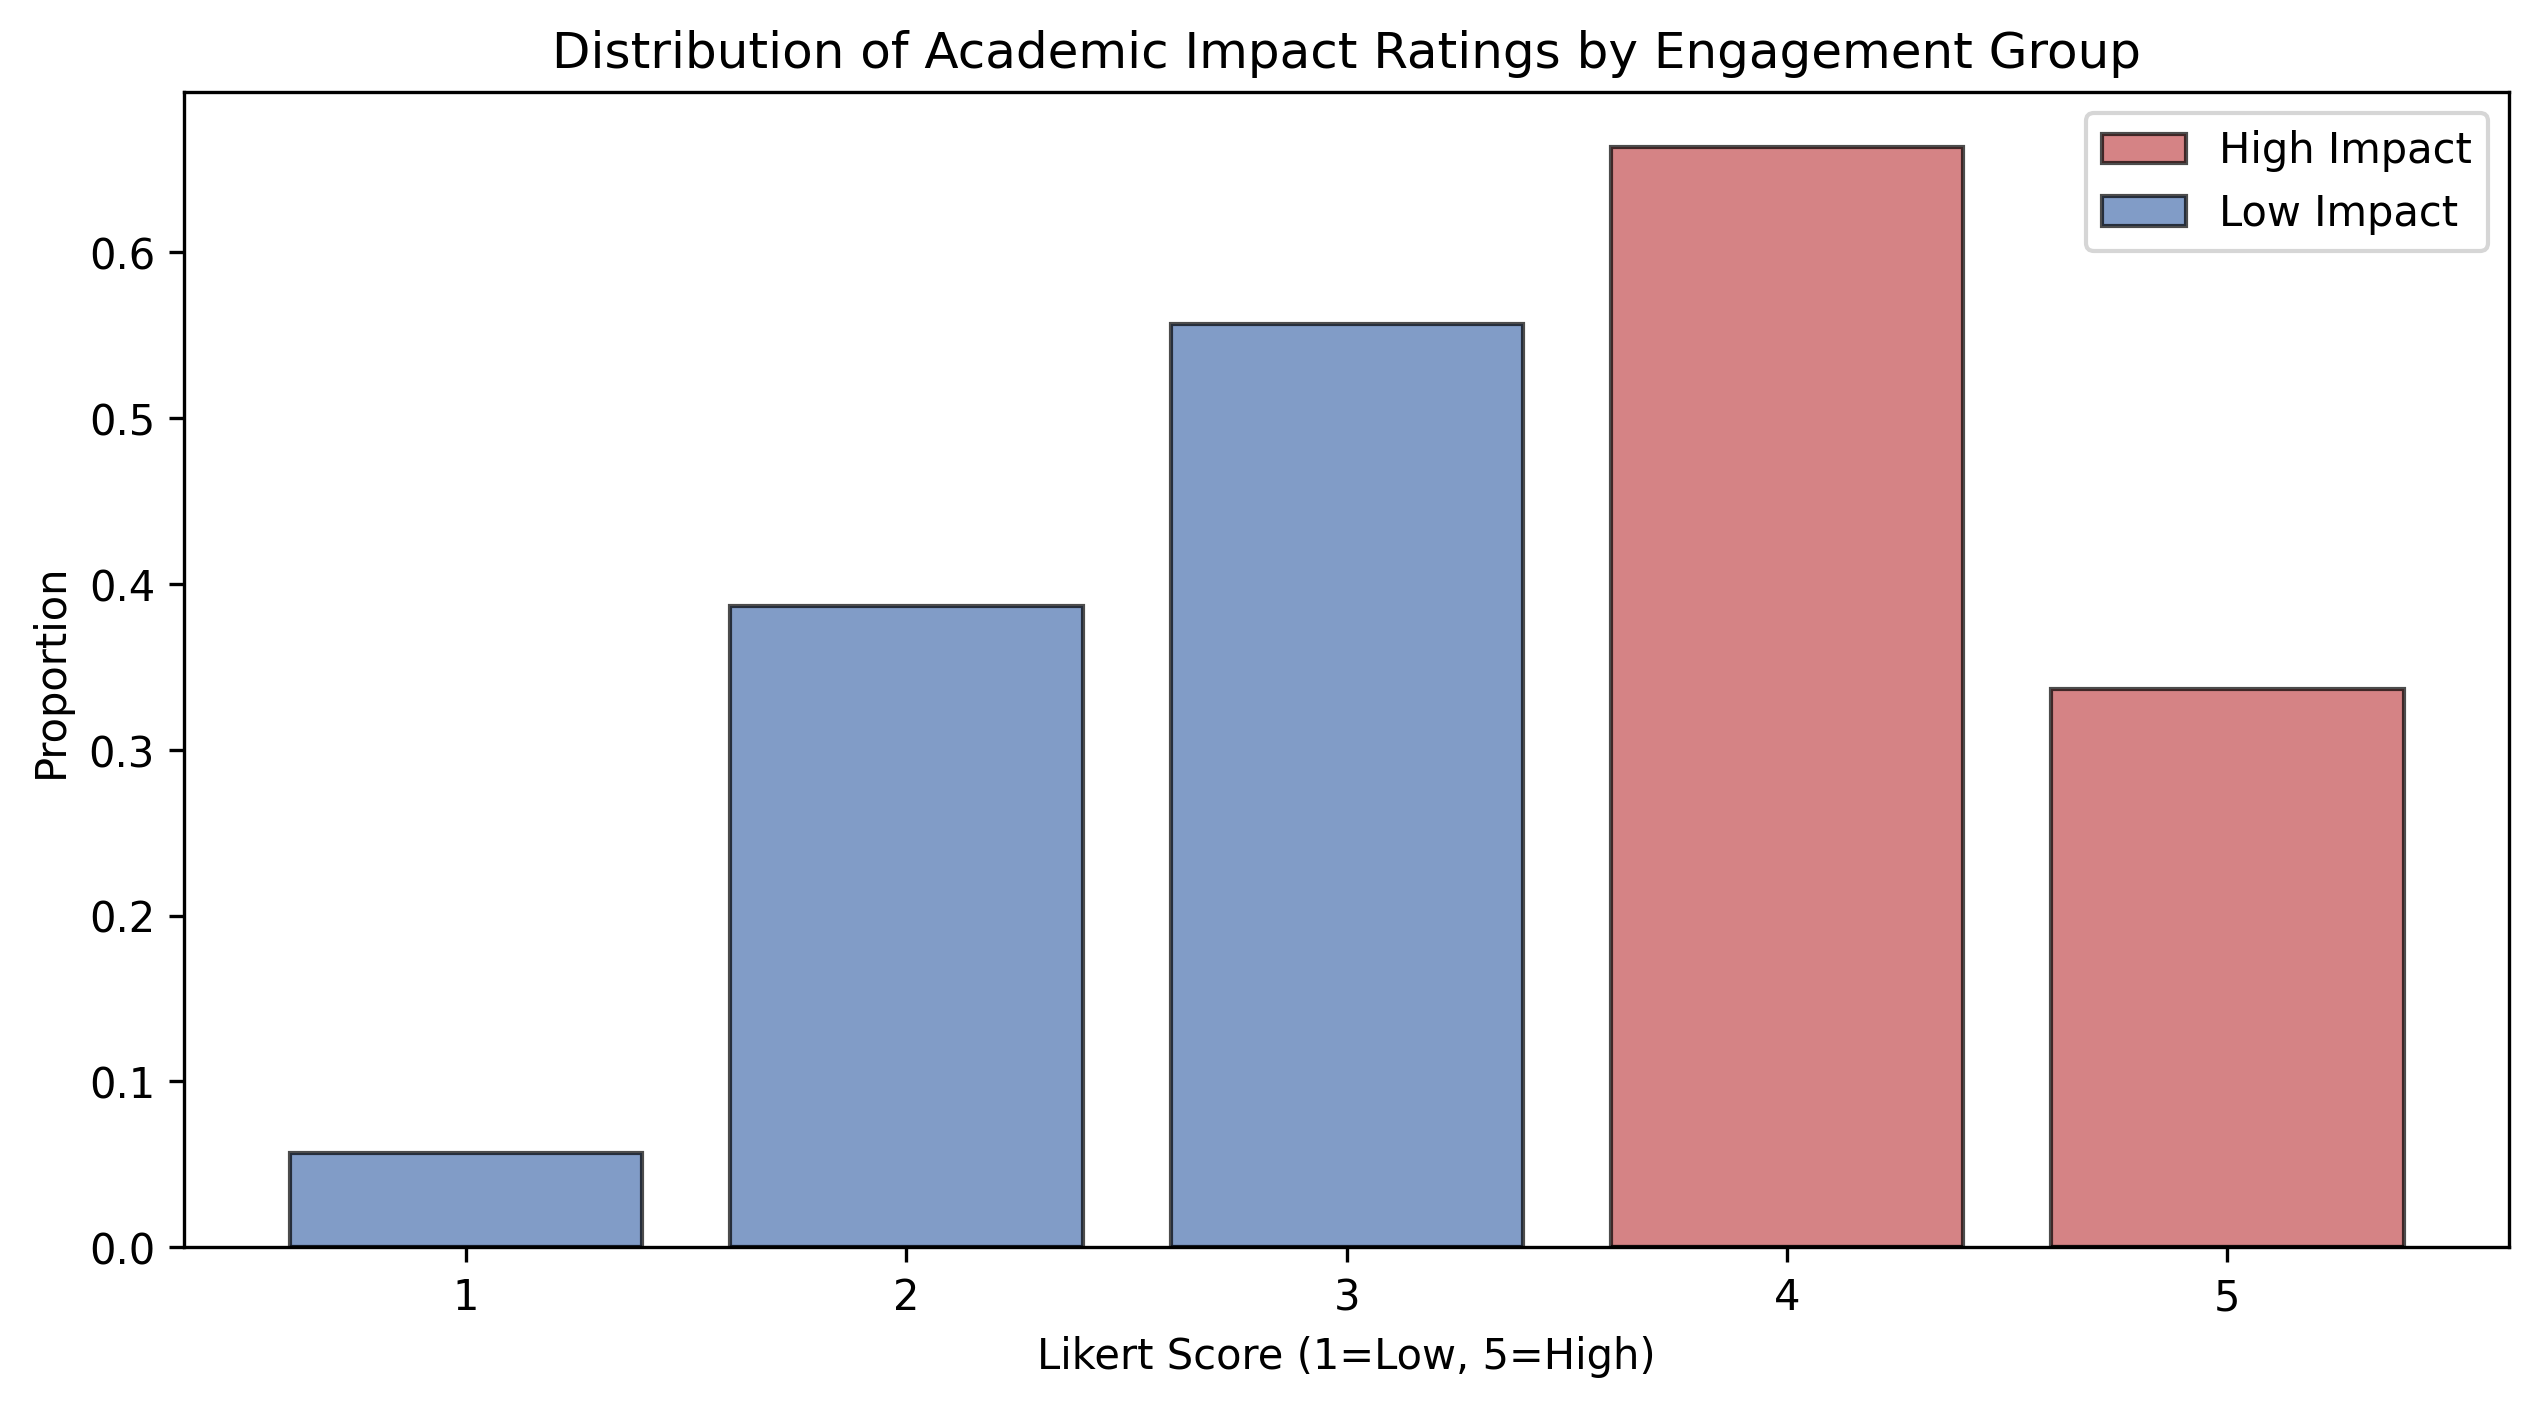 Distribution of Academic Impact Ratings by Engagement Group
High Impact
Low Impact
0.6
0.5
0.4
0.3
0.2
0.1
0.0
Proportion
1 2 3 4 5
Likert Score (1=Low, 5=High)